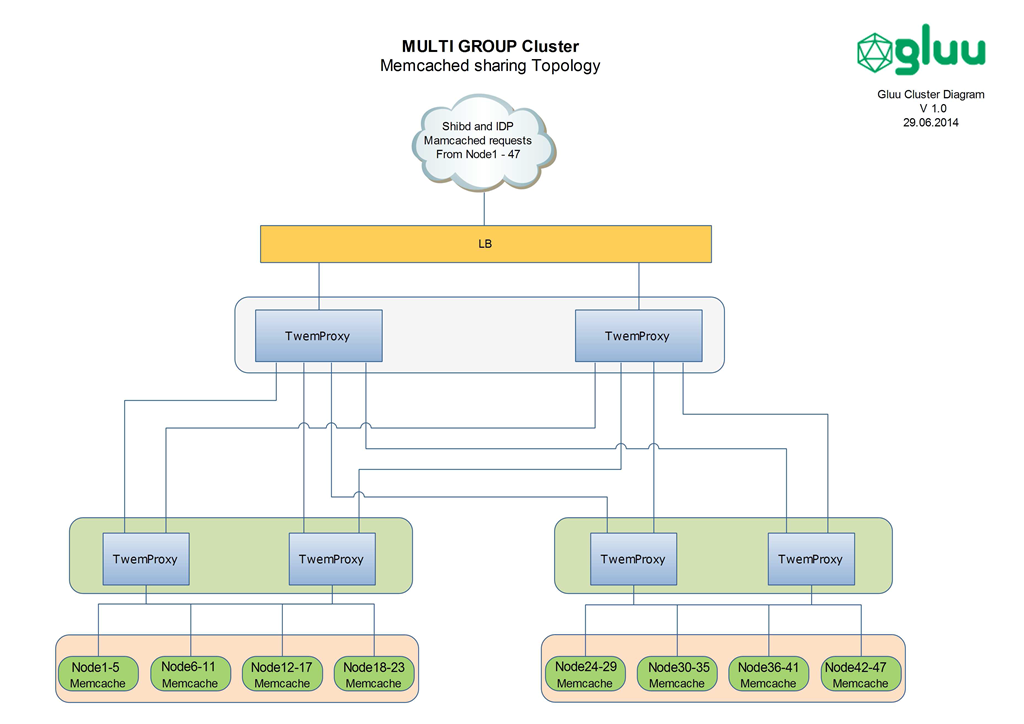 MULTI GROUP Cluster
Memcached sharing Topology
gluu
Gluu Cluster Diagram
V 1.0
29.06.2014
Shibd and IDP
Mamcached requests
From Node1 - 47
LB
TwemProxy
TwemProxy
TwemProxy
TwemProxy
TwemProxy
TwemProxy
Node1-5
Memcache
Node6-11
Memcache
Node12-17
Memcache
Node18-23
Memcache
Node24-29
Memcache
Node30-35
Memcache
Node36-41
Memcache
Node42-47
Memcache